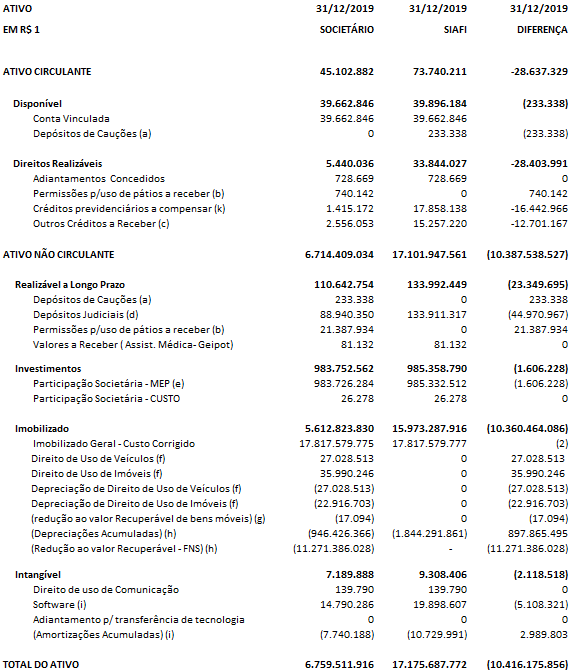 ATIVO 31/12/2019 31/12/2019 31/12/2019
EM R$ 1 SOCIETÁRIO SIAFI DIFERENÇA
ATIVO CIRCULANTE 45.102.882 73.740.211 -28.637.329
Disponível 39.662.846 39.896.184 (233.338)
Conta Vinculada 39.662.846 39.662.846
Depósitos de Cauções (a) 0 233.338 (233.338)
Direitos Realizáveis 5.440.036 33.844.027 -28.403.991
Adiantamentos Concedidos 728.669 728.669 0
Permissões p/uso de pátios a receber (b) 740.142 0 740.142
Créditos previdenciários a compensar (k) 1.415.172 17.858.138 -16.442.966
Outros Créditos a Receber (c) 2.556.053 15.257.220 -12.701.167
ATIVO NÃO CIRCULANTE 6.714.409.034 17.101.947.561 (10.387.538.527)
Realizável a Longo Prazo 110.642.754 133.992.449 (23.349.695)
Depósitos de Cauções (a) 233.338 0 233.338
Depósitos Judiciais (d) 88.940.350 133.911.317 (44.970.967)
Permissões p/uso de pátios a receber (b) 21.387.934 0 21.387.934
Valores a Receber ( Assist. Médica- Geipot) 81.132 81.132 0
Investimentos 983.752.562 985.358.790 (1.606.228)
Participação Societária - MEP (e) 983.726.284 985.332.512 (1.606.228)
Participação Societária - CUSTO 26.278 26.278 0
Imobilizado 5.612.823.830 15.973.287.916 (10.360.464.086)
Imobilizado Geral - Custo Corrigido 17.817.579.775 17.817.579.777 (2)
Direito de Uso de Veículos (f) 27.028.513 0 27.028.513
Direito de Uso de Imóveis (f) 35.990.246 0 35.990.246
Depreciação de Direito de Uso de Veículos (f) (27.028.513) 0 (27.028.513)
Depreciação de Direito de Uso de Imóveis (f) (22.916.703) 0 (22.916.703)
(redução ao valor Recuperável de bens móveis) (g) (17.094) 0 (17.094)
(Depreciações Acumuladas) (h) (946.426.366) (1.844.291.861) 897.865.495
(Redução ao valor Recuperável - FNS) (h) (11.271.386.028) - (11.271.386.028)
Intangível 7.189.888 9.308.406 (2.118.518)
Direito de uso de Comunicação 139.790 139.790 0
Software (i) 14.790.286 19.898.607 (5.108.321)
Adiantamento p/ transferência de tecnologia 0 0 0
(Amortizações Acumuladas) (i) (7.740.188) (10.729.991) 2.989.803
TOTAL DO ATIVO 6.759.511.916 17.175.687.772 (10.416.175.856)